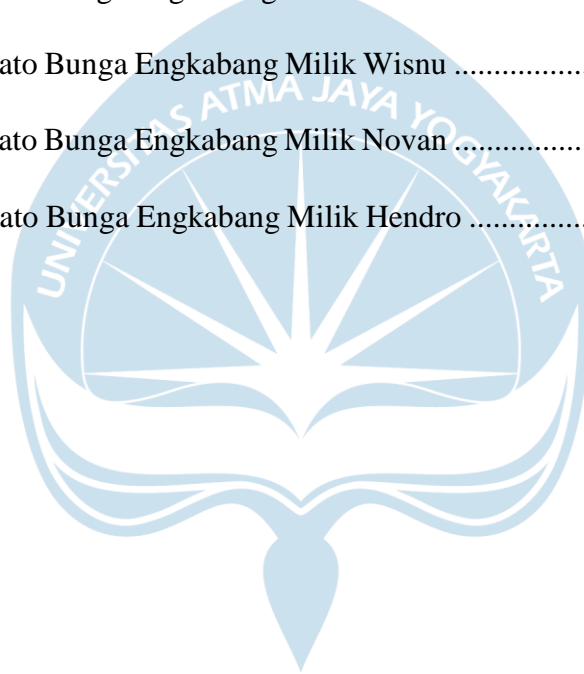 ato Bunga Engkabang Milik Wisnu ..................
ato Bunga Engkabang Milik Novan ................
ato Bunga Engkabang Milik Hendro ...............
UNIVERSITAS ATMA JAYA YOGYAKARTA